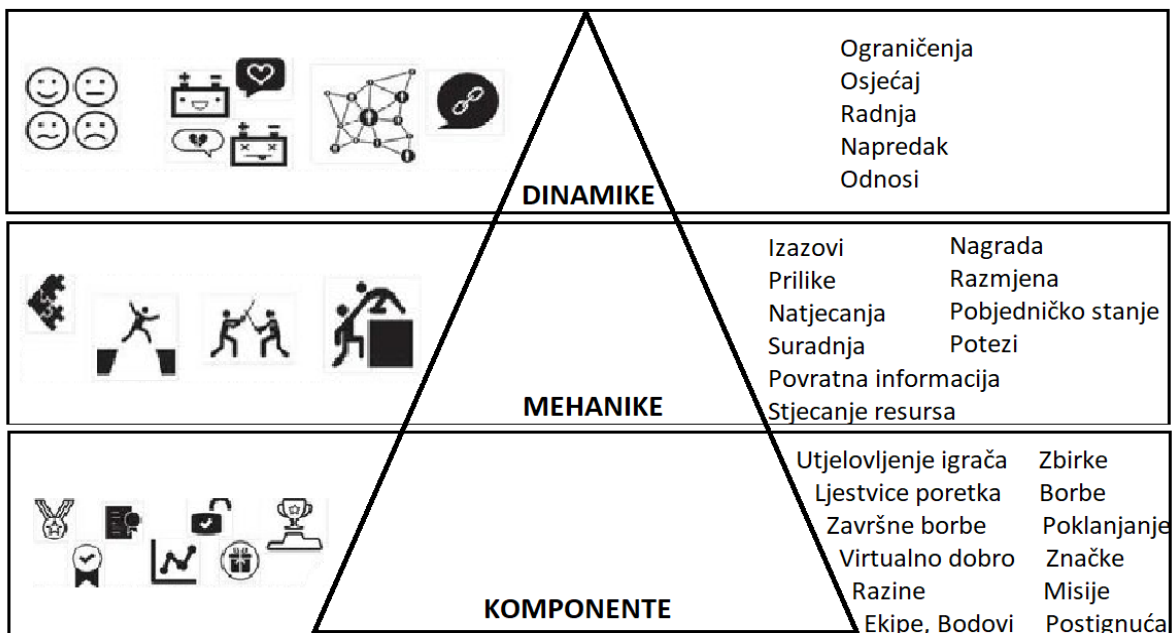 Ograničenja
Osjećaj
Radnja
Napredak
Odnosi
DINAMIKE
Izazovi
Prilike
Natjecanja
Suradnja
Povratna informacija
Stjecanje resursa
Nagrada
Razmjena
Pobjedničko stanje
Potezi
MEHANIKE
Utjelovljenje igrača
Ljestvice poretka
Završne borbe
Virtualno dobro
Razine
Ekipe, Bodovi
Zbirke
Borbe
Poklanjanje
Značke
Misije
Postignuća
KOMPONENTE